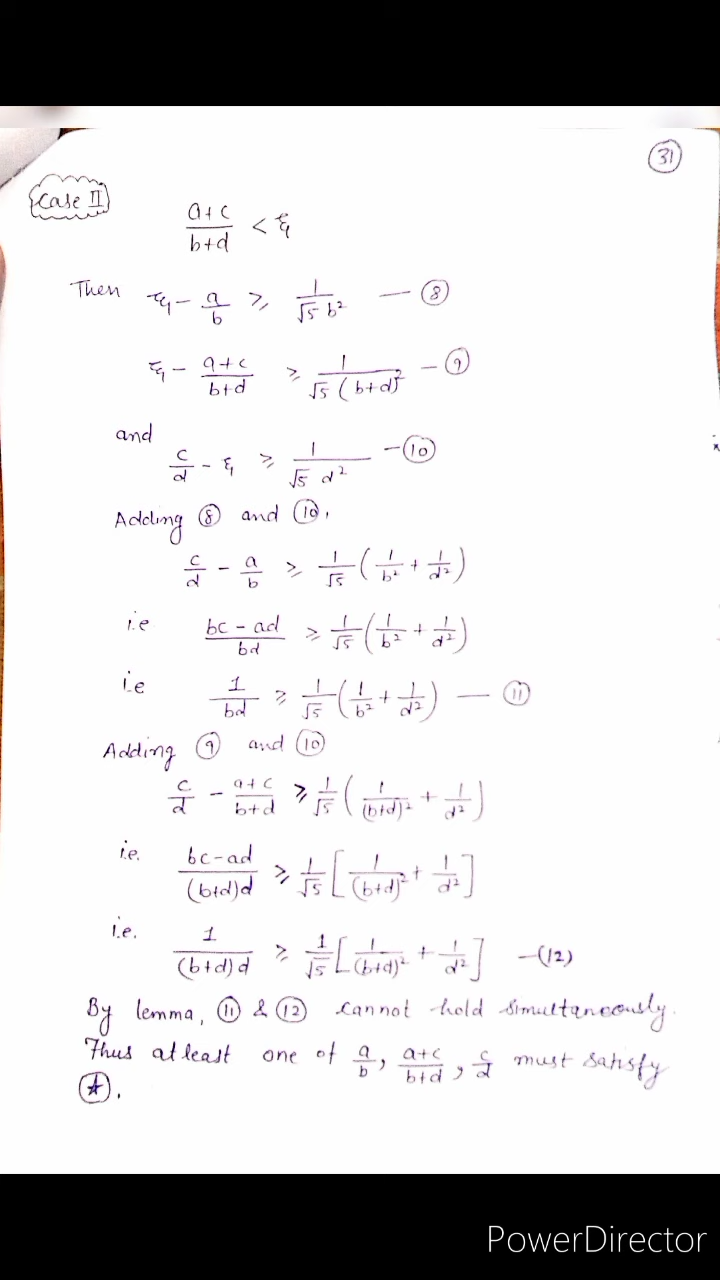 31
Case II
(a+c)/(b+d) < ξ
Then ξ - a/b ≥ 1/(√5 b²) — 8
ξ - (a+c)/(b+d) ≥ 1/(√5 (b+d)²) — 9
and
c/d - ξ ≥ 1/(√5 d²) — 10
Adding 8 and 10,
c/d - a/b ≥ 1/√5 (1/b² + 1/d²)
i.e (bc - ad)/bd ≥ 1/√5 (1/b² + 1/d²)
i.e 1/bd ≥ 1/√5 (1/b² + 1/d²) — 11
Adding 9 and 10
c/d - (a+c)/(b+d) ≥ 1/√5 (1/(b+d)² + 1/d²)
i.e. (bc-ad)/((b+d)d) ≥ 1/√5 [1/(b+d)² + 1/d²]
i.e. 1/((b+d)d) ≥ 1/√5 [1/(b+d)² + 1/d²] — (12)
By lemma, 11 & 12 cannot hold simultaneously.
Thus at least one of a/b, (a+c)/(b+d), c/d must satisfy
★.
PowerDirector